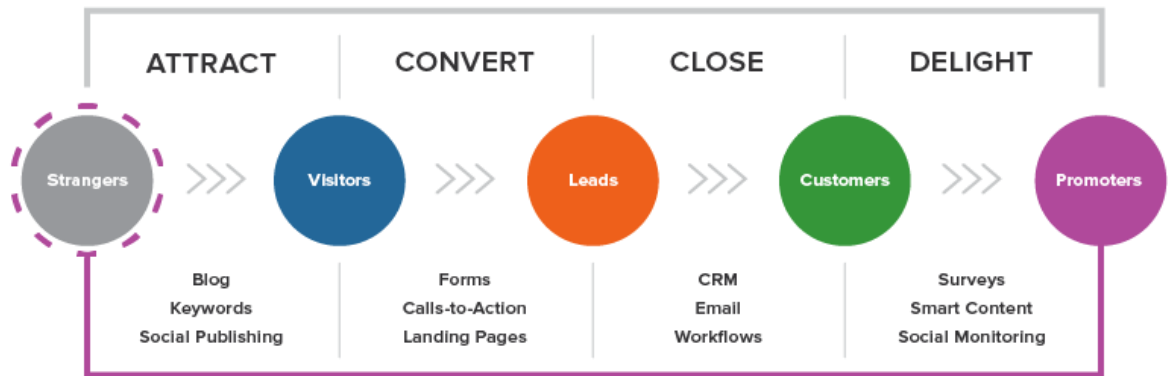 ATTRACT
CONVERT
CLOSE
DELIGHT
Strangers
Visitors
Leads
Customers
Promoters
Blog
Keywords
Social Publishing
Forms
Calls-to-Action
Landing Pages
CRM
Email
Workflows
Surveys
Smart Content
Social Monitoring